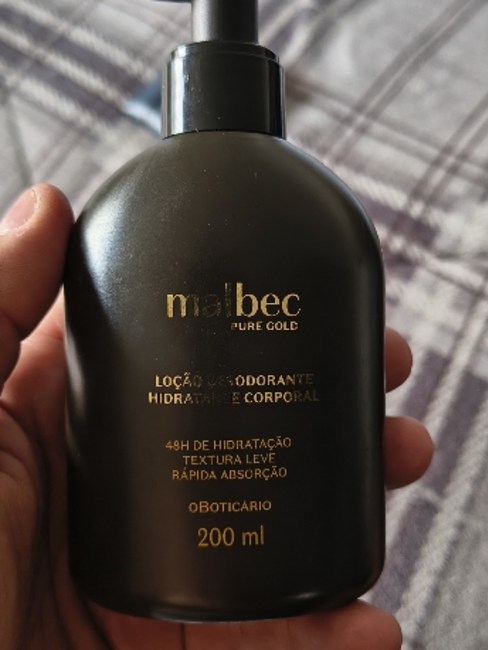 malbec
PURE GOLD
LOÇÃO DESODORANTE
HIDRATANTE CORPORAL
48H DE HIDRATAÇÃO
TEXTURA LEVE
RÁPIDA ABSORÇÃO
OBOTICÁRIO
200 ml